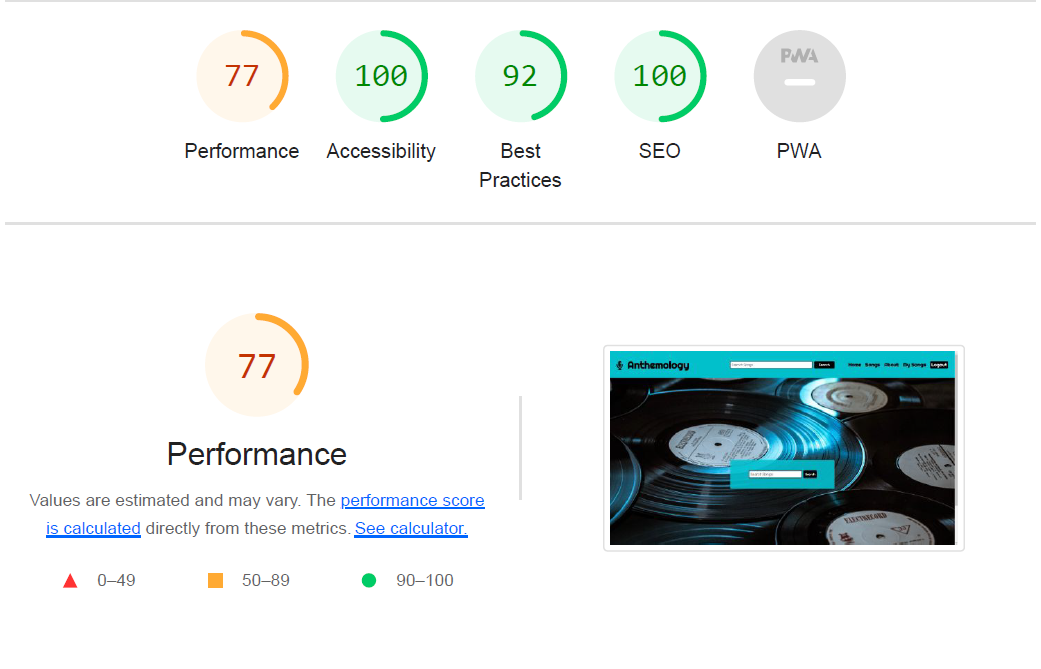 77
100
92
100
PWA
Performance
Accessibility
Best
Practices
SEO
PWA
77
Performance
Values are estimated and may vary. The performance score
is calculated directly from these metrics. See calculator.
0–49
50–89
90–100
Anthemology
Search Songs
Search
Home Songs About My Songs Logout
Search Songs
Search
ELECTRECORD
ELECTRECORD